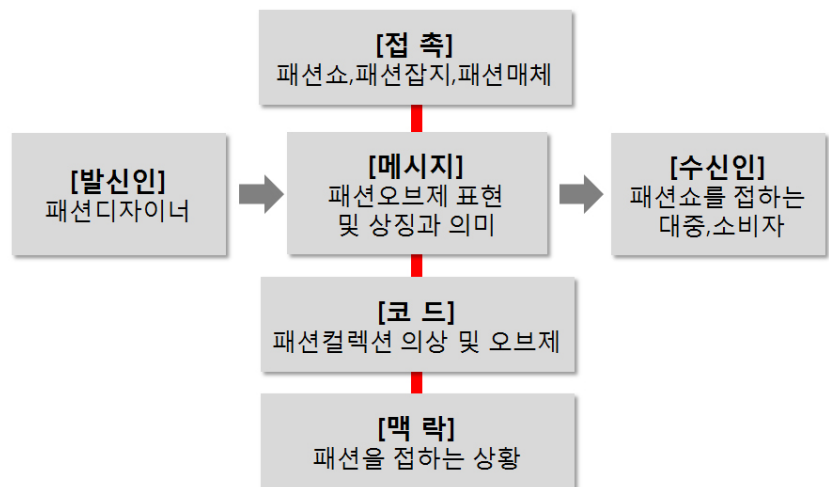 [접 촉]
패션쇼,패션잡지,패션매체
[발신인]
패션디자이너
[메시지]
패션오브제 표현
및 상징과 의미
[수신인]
패션쇼를 접하는
대중,소비자
[코 드]
패션컬렉션 의상 및 오브제
[맥 락]
패션을 접하는 상황